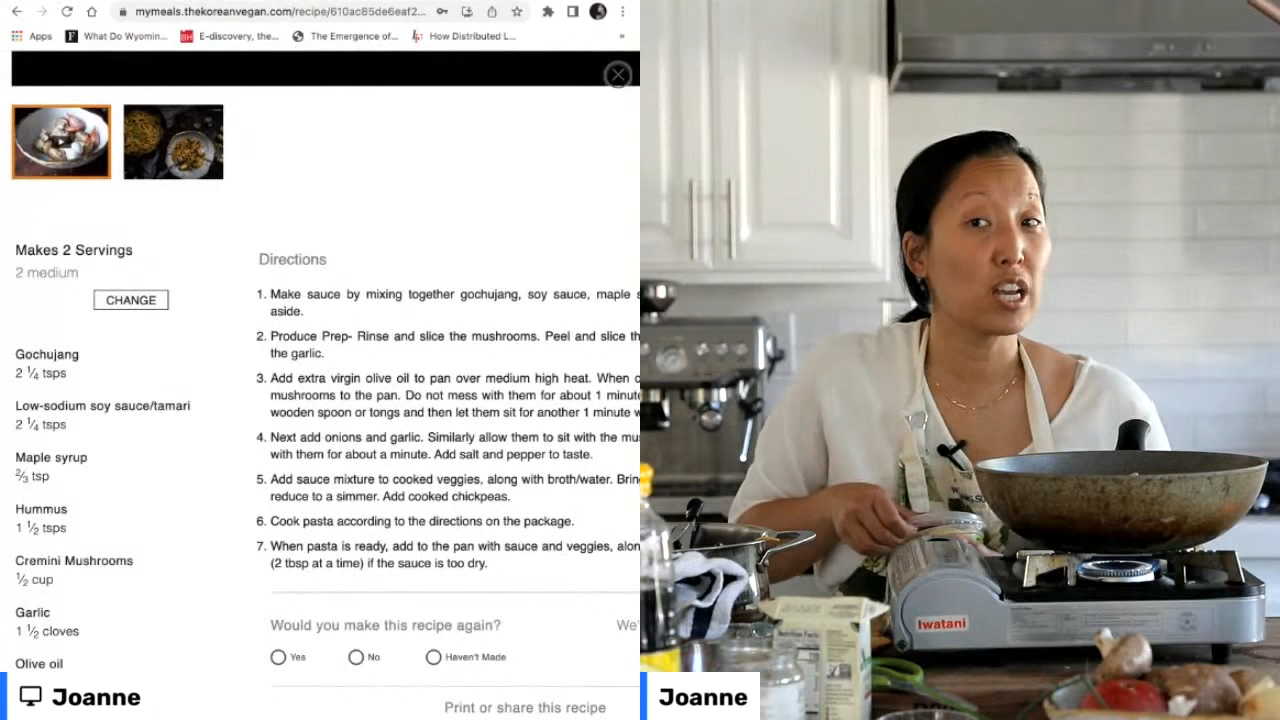 mymeals.thekoreanvegan.com/recipe/610ac85de6eaf2...
Apps
What Do Wyomin...
E-discovery, the...
The Emergence of...
How Distributed L...
Makes 2 Servings
2 medium
CHANGE
Gochujang
2 1/4 tsps
Low-sodium soy sauce/tamari
2 1/4 tsps
Maple syrup
2/3 tsp
Hummus
1 1/2 tsps
Cremini Mushrooms
1/2 cup
Garlic
1 1/2 cloves
Olive oil
Directions
1. Make sauce by mixing together gochujang, soy sauce, maple s
aside.
2. Produce Prep- Rinse and slice the mushrooms. Peel and slice th
the garlic.
3. Add extra virgin olive oil to pan over medium high heat. When o
mushrooms to the pan. Do not mess with them for about 1 minute
wooden spoon or tongs and then let them sit for another 1 minute w
4. Next add onions and garlic. Similarly allow them to sit with the mus
with them for about a minute. Add salt and pepper to taste.
5. Add sauce mixture to cooked veggies, along with broth/water. Brin
reduce to a simmer. Add cooked chickpeas.
6. Cook pasta according to the directions on the package.
7. When pasta is ready, add to the pan with sauce and veggies, alon
(2 tbsp at a time) if the sauce is too dry.
Would you make this recipe again?
We'
Yes
No
Haven't Made
Print or share this recipe
Joanne
Iwatani
Nutrition Facts
Joanne